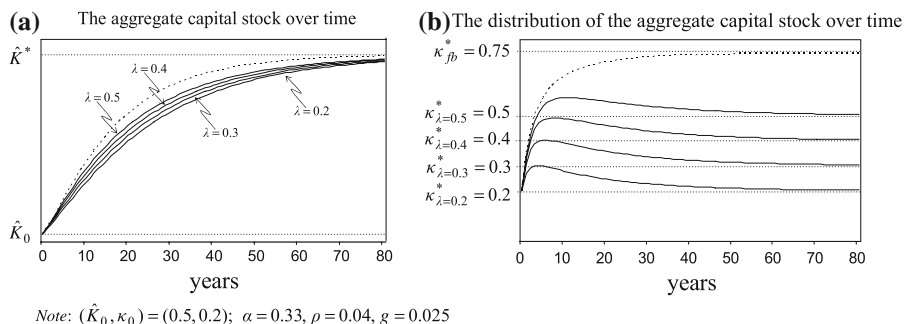 (a) The aggregate capital stock over time
K̂*
λ=0.5
λ=0.4
λ=0.3
λ=0.2
K̂₀
0 10 20 30 40 50 60 70 80
years
(b) The distribution of the aggregate capital stock over time
κ*fb = 0.75
κ*λ=0.5 = 0.5
κ*λ=0.4 = 0.4
κ*λ=0.3 = 0.3
κ*λ=0.2 = 0.2
0 10 20 30 40 50 60 70 80
years
Note: (K̂₀, κ₀) = (0.5, 0.2); α = 0.33, ρ = 0.04, g = 0.025